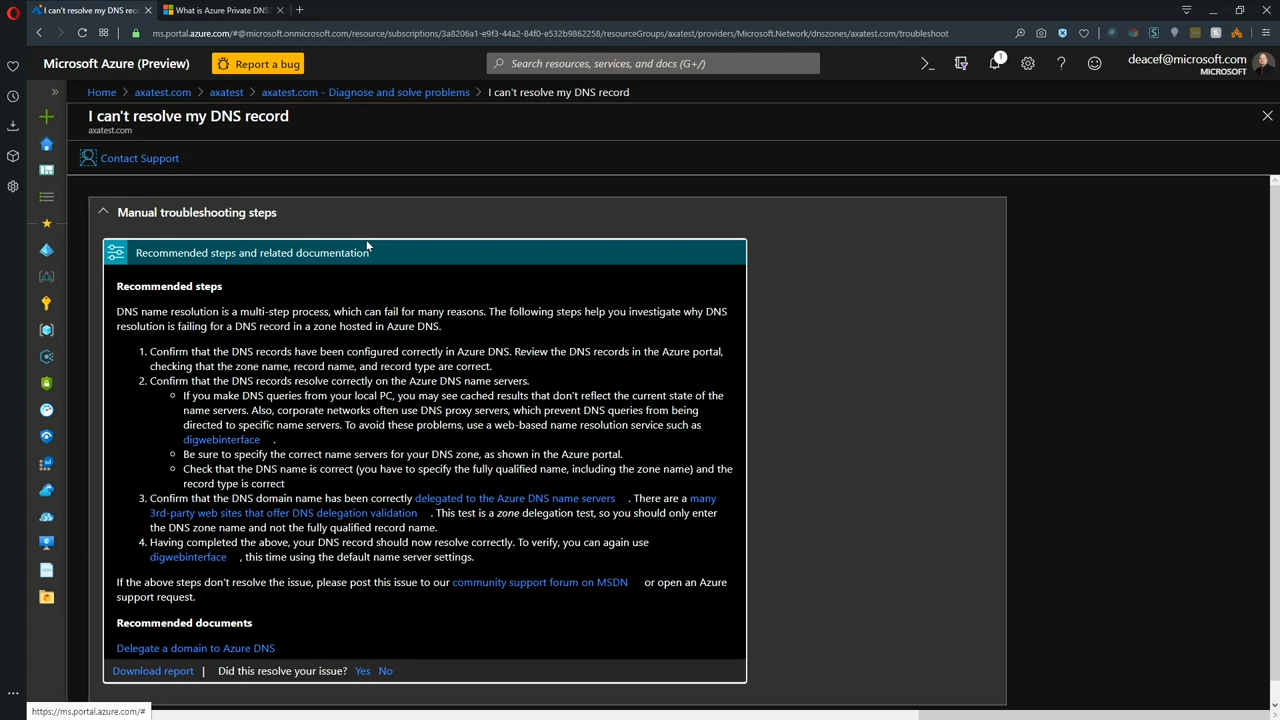 I can't resolve my DNS rec
What is Azure Private DNS
ms.portal.azure.com/#@microsoft.onmicrosoft.com/resource/subscriptions/3a8206a1-e9f3-44a2-84f0-e532b9862258/resourceGroups/axatest/providers/Microsoft.Network/dnszones/axatest.com/troubleshoot
Microsoft Azure (Preview)
Report a bug
Search resources, services, and docs (G+/)
1
deacef@microsoft.com
MICROSOFT
Home > axatest.com > axatest > axatest.com - Diagnose and solve problems > I can't resolve my DNS record
I can't resolve my DNS record
axatest.com
Contact Support
Manual troubleshooting steps
Recommended steps and related documentation
Recommended steps
DNS name resolution is a multi-step process, which can fail for many reasons. The following steps help you investigate why DNS
resolution is failing for a DNS record in a zone hosted in Azure DNS.
1. Confirm that the DNS records have been configured correctly in Azure DNS. Review the DNS records in the Azure portal,
checking that the zone name, record name, and record type are correct.
2. Confirm that the DNS records resolve correctly on the Azure DNS name servers.
If you make DNS queries from your local PC, you may see cached results that don't reflect the current state of the
name servers. Also, corporate networks often use DNS proxy servers, which prevent DNS queries from being
directed to specific name servers. To avoid these problems, use a web-based name resolution service such as
digwebinterface .
Be sure to specify the correct name servers for your DNS zone, as shown in the Azure portal.
Check that the DNS name is correct (you have to specify the fully qualified name, including the zone name) and the
record type is correct
3. Confirm that the DNS domain name has been correctly delegated to the Azure DNS name servers . There are a many
3rd-party web sites that offer DNS delegation validation . This test is a zone delegation test, so you should only enter
the DNS zone name and not the fully qualified record name.
4. Having completed the above, your DNS record should now resolve correctly. To verify, you can again use
digwebinterface , this time using the default name server settings.
If the above steps don't resolve the issue, please post this issue to our community support forum on MSDN or open an Azure
support request.
Recommended documents
Delegate a domain to Azure DNS
Download report | Did this resolve your issue? Yes No
https://ms.portal.azure.com/#